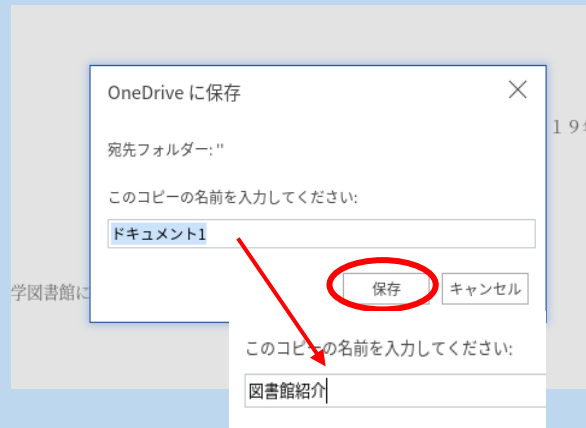 OneDrive に保存
１９
宛先フォルダー: ''
このコピーの名前を入力してください:
ドキュメント1
学図書館に
保存
キャンセル
このコピーの名前を入力してください:
図書館紹介